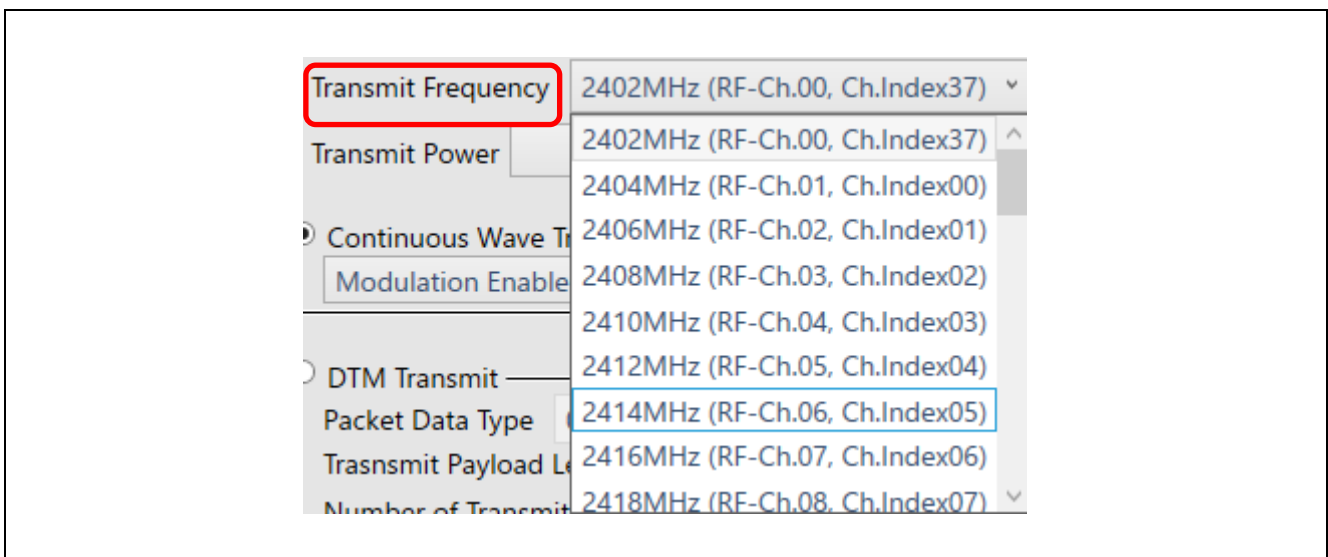 Transmit Frequency 2402MHz (RF-Ch.00, Ch.Index37)
2402MHz (RF-Ch.00, Ch.Index37)
Transmit Power
2404MHz (RF-Ch.01, Ch.Index00)
2406MHz (RF-Ch.02, Ch.Index01)
Continuous Wave
2408MHz (RF-Ch.03, Ch.Index02)
Modulation Enable
2410MHz (RF-Ch.04, Ch.Index03)
2412MHz (RF-Ch.05, Ch.Index04)
DTM Transmit
2414MHz (RF-Ch.06, Ch.Index05)
Packet Data Type
2416MHz (RF-Ch.07, Ch.Index06)
Trasnsmit Payload
2418MHz (RF-Ch.08, Ch.Index07)
Number of Transmit